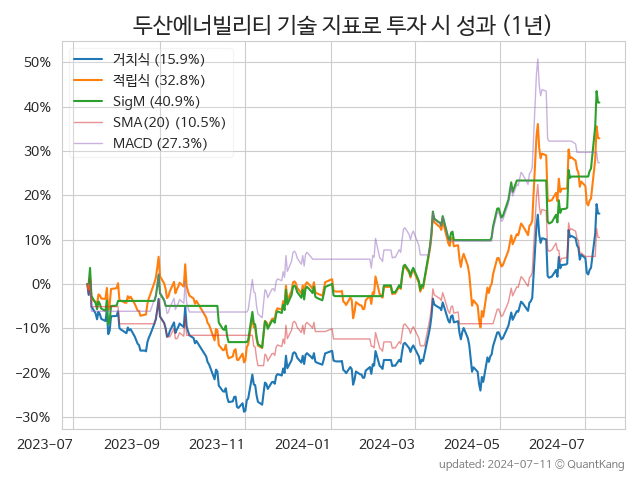 두산에너빌리티 기술 지표로 투자 시 성과 (1년)
거치식 (15.9%)
적립식 (32.8%)
SigM (40.9%)
SMA(20) (10.5%)
MACD (27.3%)
50%
40%
30%
20%
10%
0%
−10%
−20%
−30%
2023-07 2023-09 2023-11 2024-01 2024-03 2024-05 2024-07
updated: 2024-07-11 © QuantKang